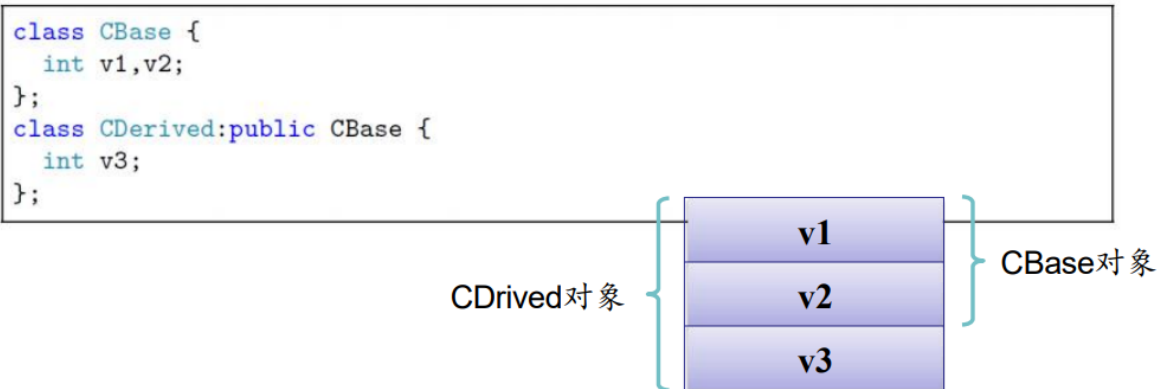 class CBase {
  int v1,v2;
};
class CDerived:public CBase {
  int v3;
};
v1
CBase对象
CDrived对象
v2
v3